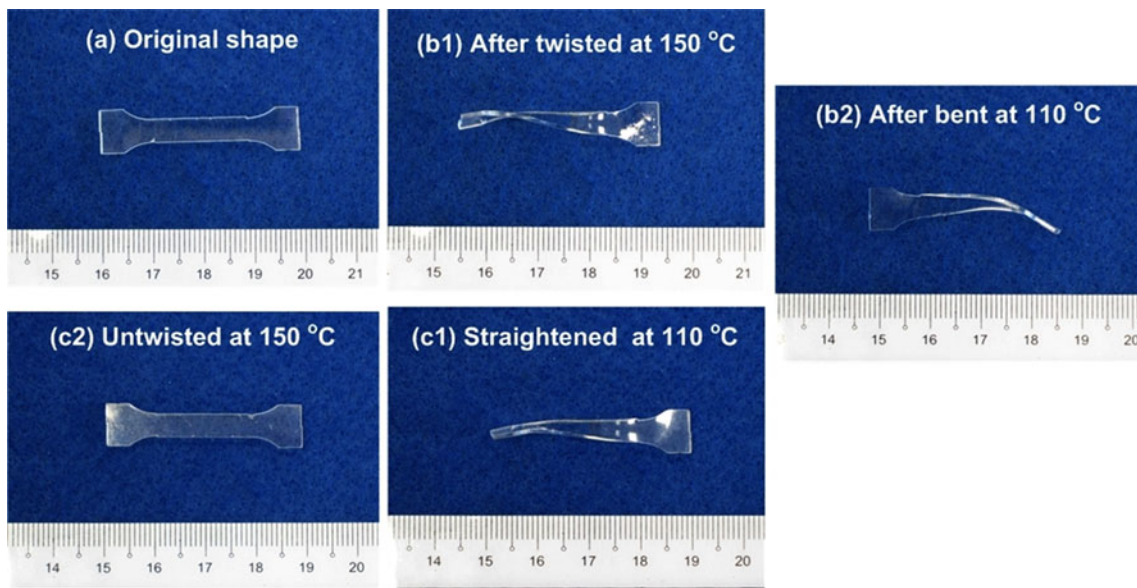 (a) Original shape
15 16 17 18 19 20 21
(b1) After twisted at 150 °C
15 16 17 18 19 20 21
(b2) After bent at 110 °C
14 15 16 17 18 19 20
(c2) Untwisted at 150 °C
14 15 16 17 18 19 20
(c1) Straightened at 110 °C
14 15 16 17 18 19 20